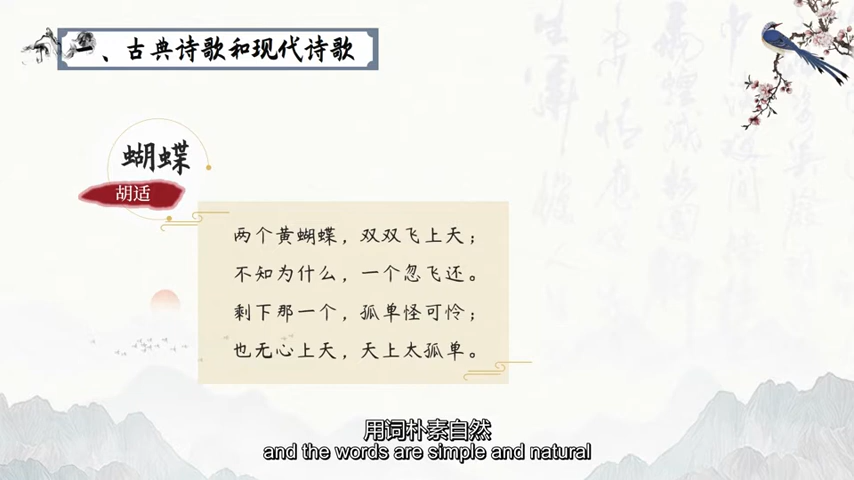 一、古典诗歌和现代诗歌
蝴蝶
胡适
两个黄蝴蝶，双双飞上天；
不知为什么，一个忽飞还。
剩下那一个，孤单怪可怜；
也无心上天，天上太孤单。
用词朴素自然
and the words are simple and natural